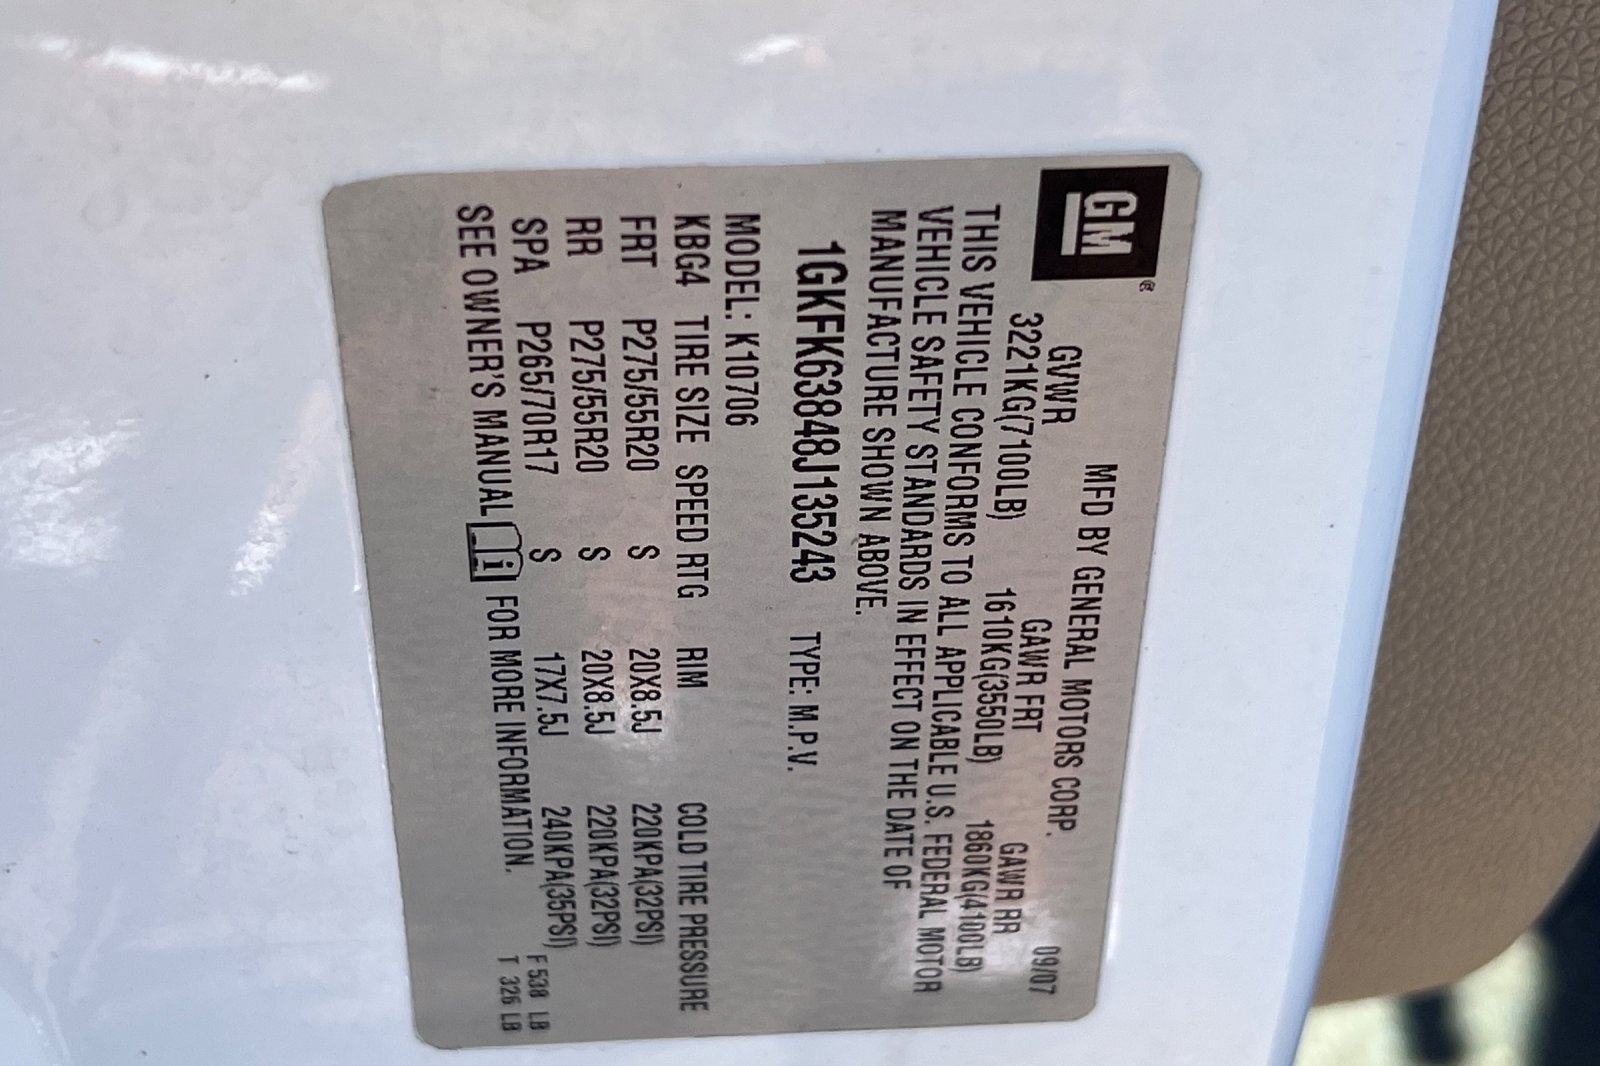 GM ®
MFD BY GENERAL MOTORS CORP. 09/07
GVWR GAWR FRT GAWR RR
3221KG(7100LB) 1610KG(3550LB) 1860KG(4100LB)
THIS VEHICLE CONFORMS TO ALL APPLICABLE U.S. FEDERAL MOTOR
VEHICLE SAFETY STANDARDS IN EFFECT ON THE DATE OF
MANUFACTURE SHOWN ABOVE.
1GKFK63848J135243 TYPE: M.P.V.
MODEL: K10706
KBG4 TIRE SIZE SPEED RTG RIM COLD TIRE PRESSURE
FRT P275/55R20 S 20X8.5J 220KPA(32PSI)
RR P275/55R20 S 20X8.5J 220KPA(32PSI)
SPA P265/70R17 S 17X7.5J 240KPA(35PSI)
SEE OWNER'S MANUAL i FOR MORE INFORMATION.
F 538 LB
T 326 LB